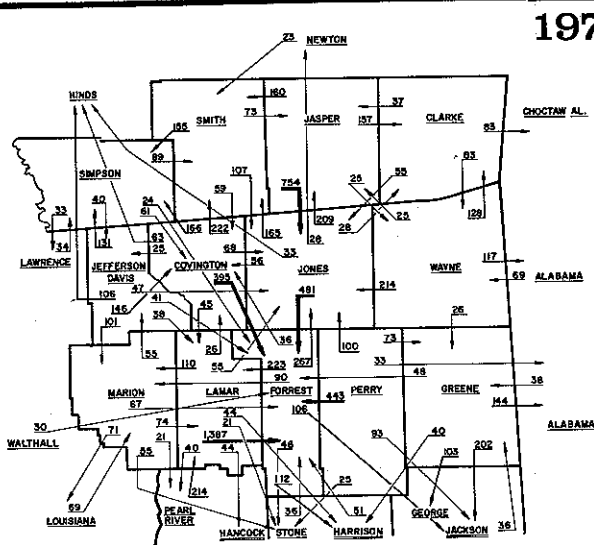 197
23 NEWTON
HINDS
160
SMITH 73 JASPER 37 CLARKE CHOCTAW AL.
155 157 83
89
SIMPSON
107 55 83
24 59 754 25
40 61 25 128
33 166 222 165 28 209 28
34 131 63 33
LAWRENCE 25 68 117
JEFFERSON DAVIS COVINGTON 56 JONES WAYNE
69 ALABAMA
106 47 395 481 214
146 41 45
101 38 36 26
55 26 267 100 73
55 33
110 223 48
90
MARION LAMAR FORREST PERRY GREENE 38
67 443 144
30 44 106
WALTHALL 74 21 ALABAMA
71 21 1,387 46 93 40
55 40 44 202
112 25 103
69 214 51
LOUISIANA PEARL RIVER 36 GEORGE 36
HANCOCK STONE HARRISON JACKSON